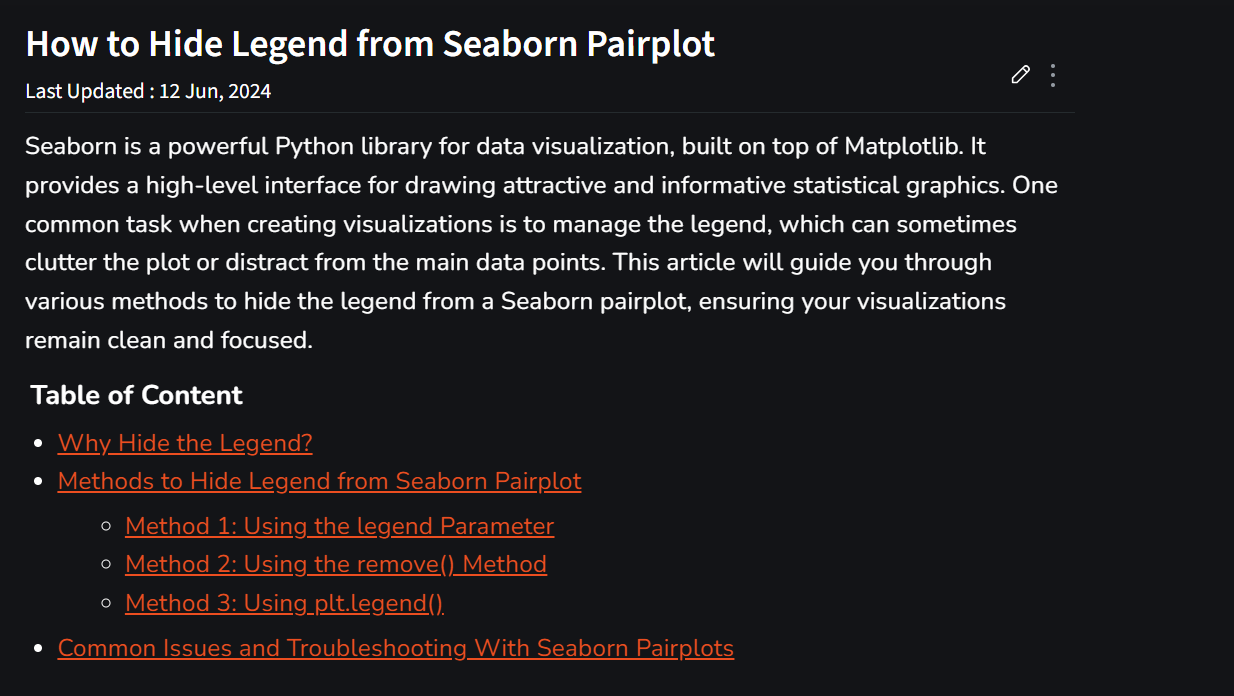 How to Hide Legend from Seaborn Pairplot
Last Updated : 12 Jun, 2024
Seaborn is a powerful Python library for data visualization, built on top of Matplotlib. It
provides a high-level interface for drawing attractive and informative statistical graphics. One
common task when creating visualizations is to manage the legend, which can sometimes
clutter the plot or distract from the main data points. This article will guide you through
various methods to hide the legend from a Seaborn pairplot, ensuring your visualizations
remain clean and focused.
Table of Content
Why Hide the Legend?
Methods to Hide Legend from Seaborn Pairplot
Method 1: Using the legend Parameter
Method 2: Using the remove() Method
Method 3: Using plt.legend()
Common Issues and Troubleshooting With Seaborn Pairplots